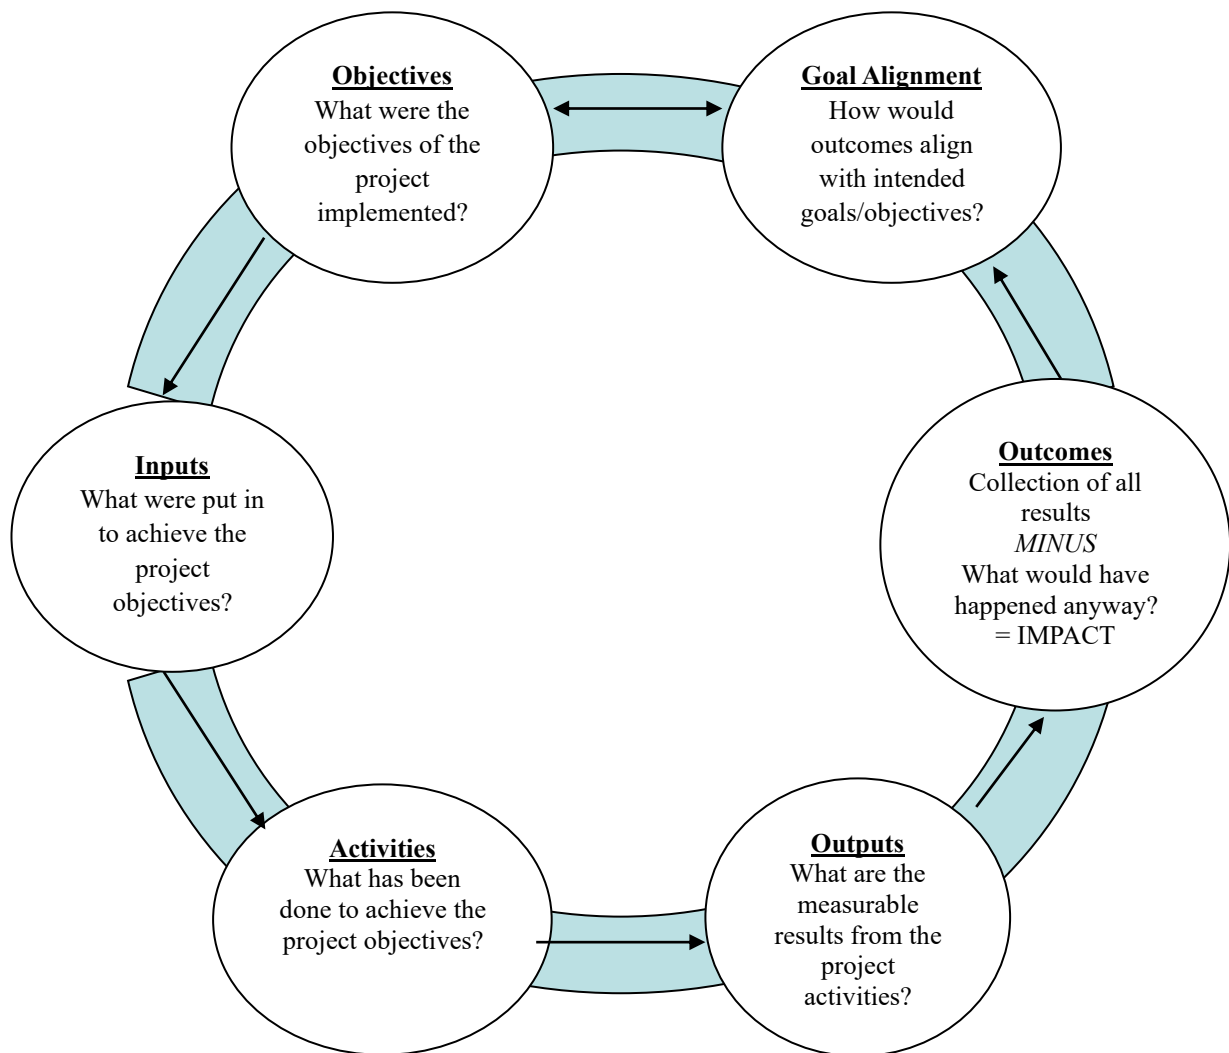 Objectives
What were the
objectives of the
project
implemented?
Goal Alignment
How would
outcomes align
with intended
goals/objectives?
Inputs
What were put in
to achieve the
project
objectives?
Outcomes
Collection of all
results
MINUS
What would have
happened anyway?
= IMPACT
Activities
What has been
done to achieve the
project objectives?
Outputs
What are the
measurable
results from the
project
activities?